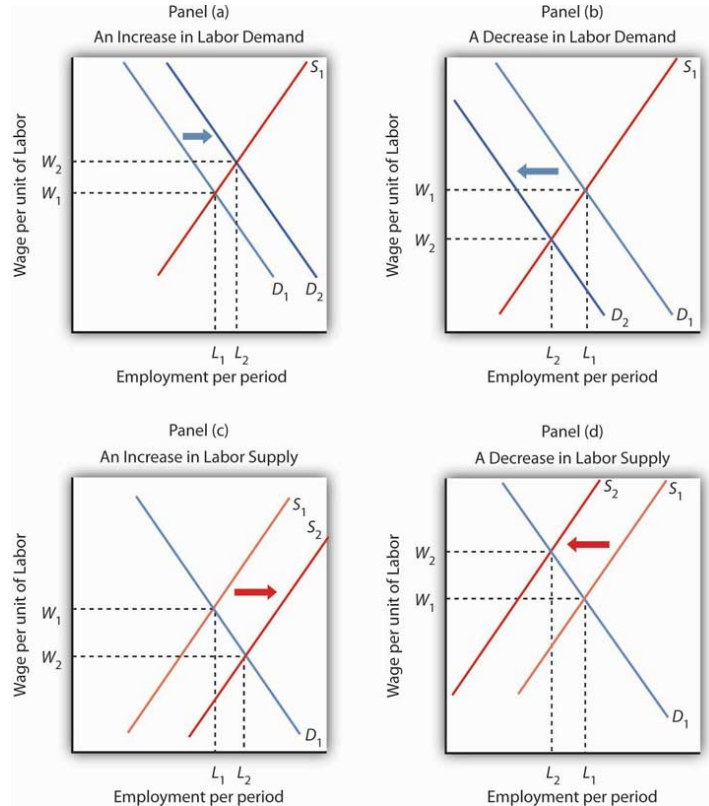 Panel (a)
An Increase in Labor Demand
Wage per unit of Labor
W2
W1
S1
D1
D2
L1
L2
Employment per period
Panel (b)
A Decrease in Labor Demand
Wage per unit of Labor
W1
W2
S1
D2
D1
L2
L1
Employment per period
Panel (c)
An Increase in Labor Supply
Wage per unit of Labor
W1
W2
S1
S2
D1
L1
L2
Employment per period
Panel (d)
A Decrease in Labor Supply
Wage per unit of Labor
W2
W1
S2
S1
D1
L2
L1
Employment per period